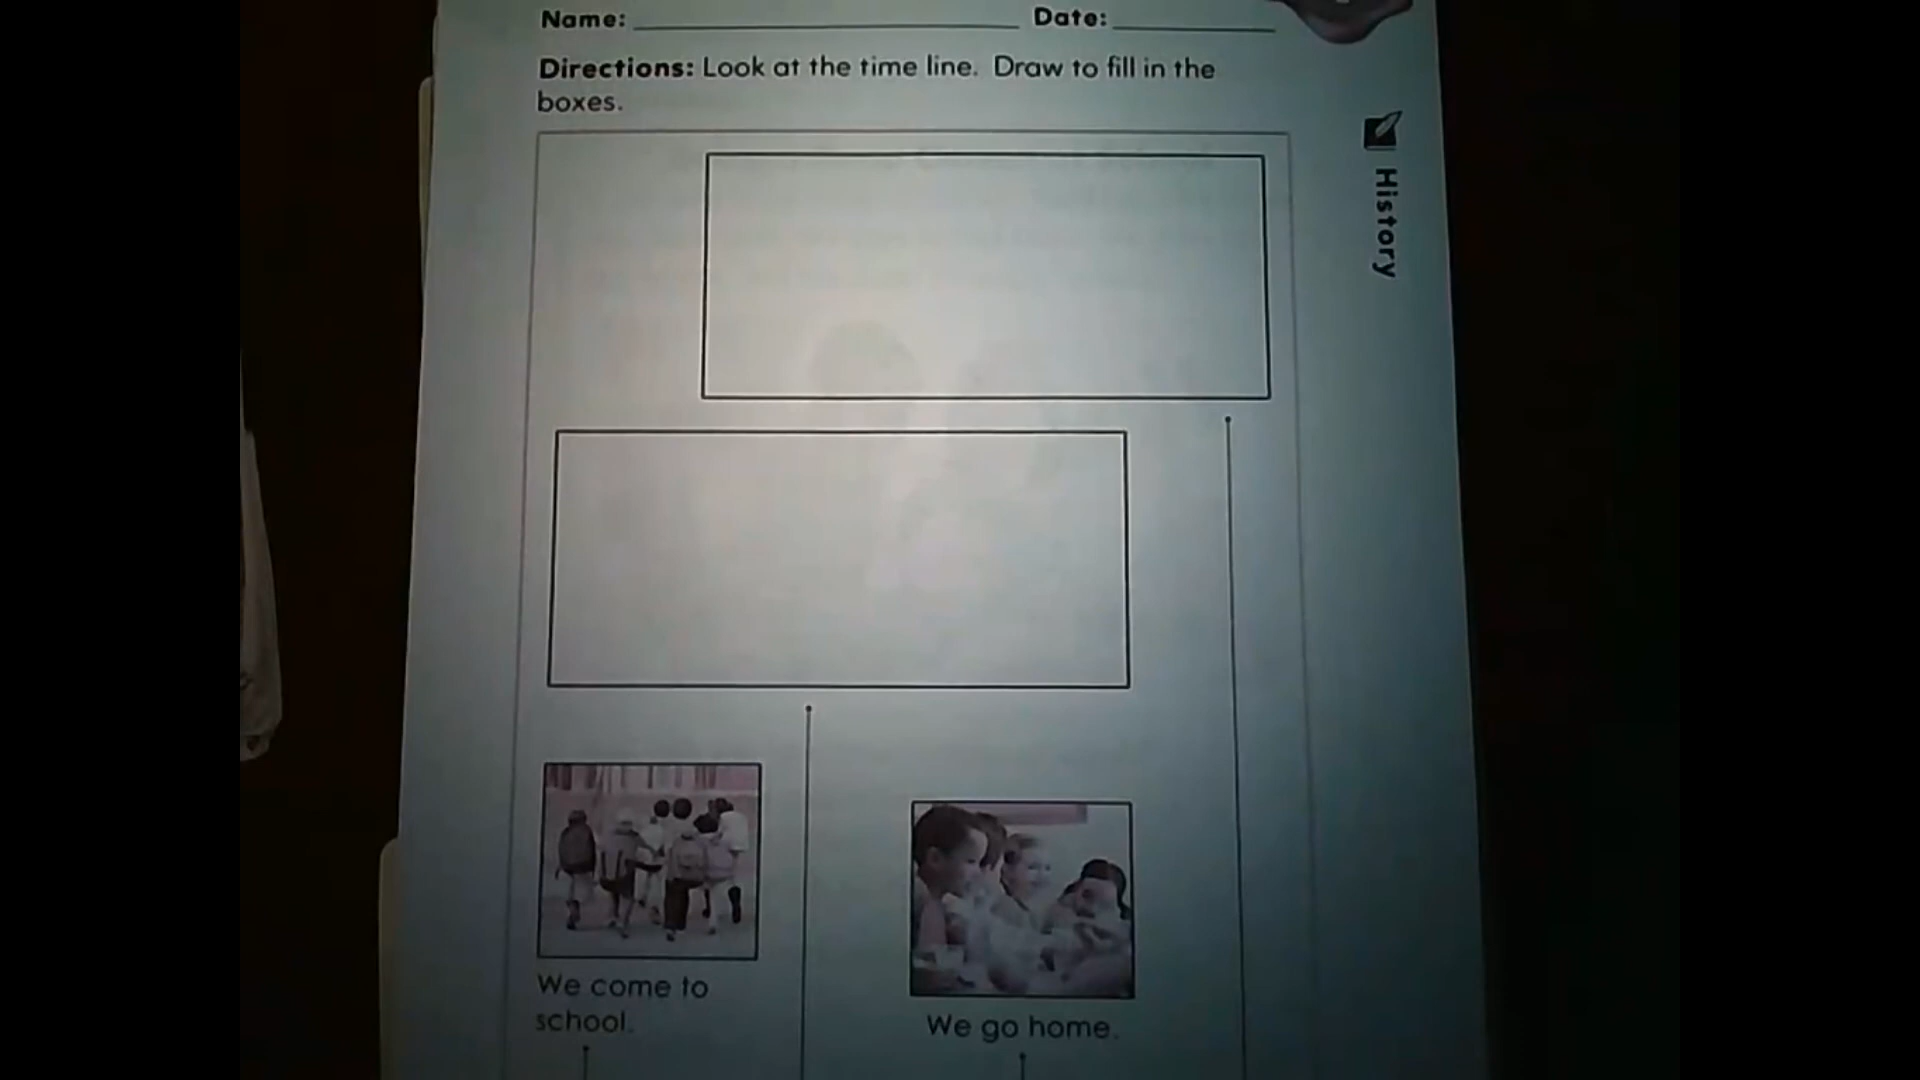 Name: Date:
Directions: Look at the time line. Draw to fill in the
boxes.
History
We come to
school.
We go home.